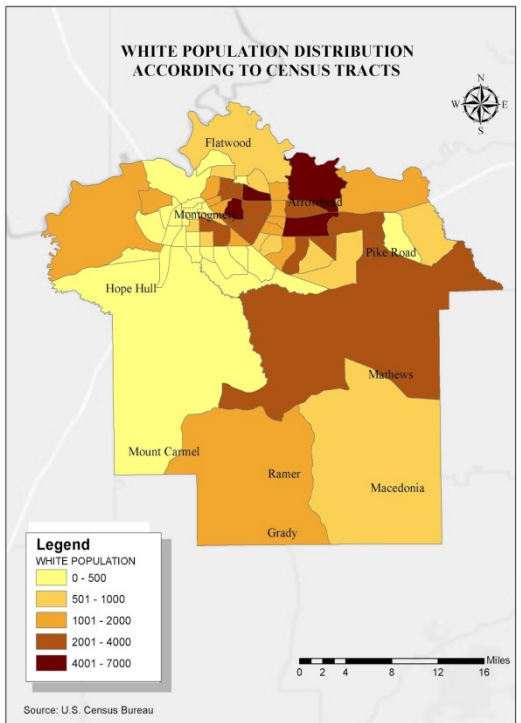 WHITE POPULATION DISTRIBUTION
ACCORDING TO CENSUS TRACTS
N
W E
S
Flatwood
Arrowhead
Montogmery
Pike Road
Hope Hull
Mathews
Mount Carmel
Ramer
Macedonia
Grady
Legend
WHITE POPULATION
0 - 500
501 - 1000
1001 - 2000
2001 - 4000
4001 - 7000
Miles
0 2 4 8 12 16
Source: U.S. Census Bureau